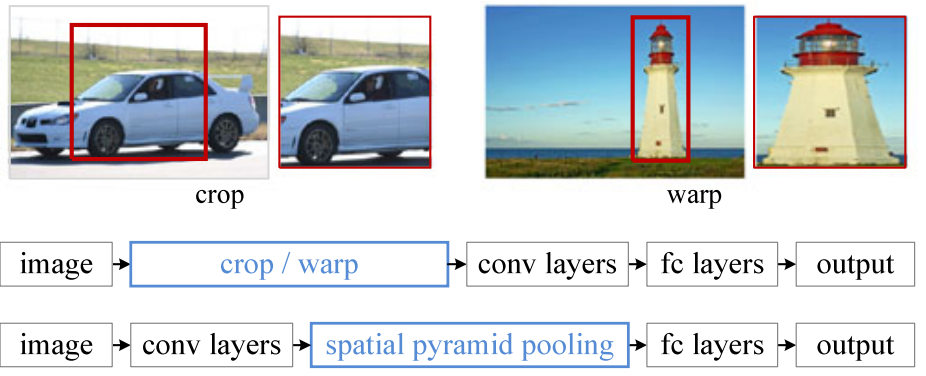 crop
warp
image
crop / warp
conv layers
fc layers
output
image
conv layers
spatial pyramid pooling
fc layers
output